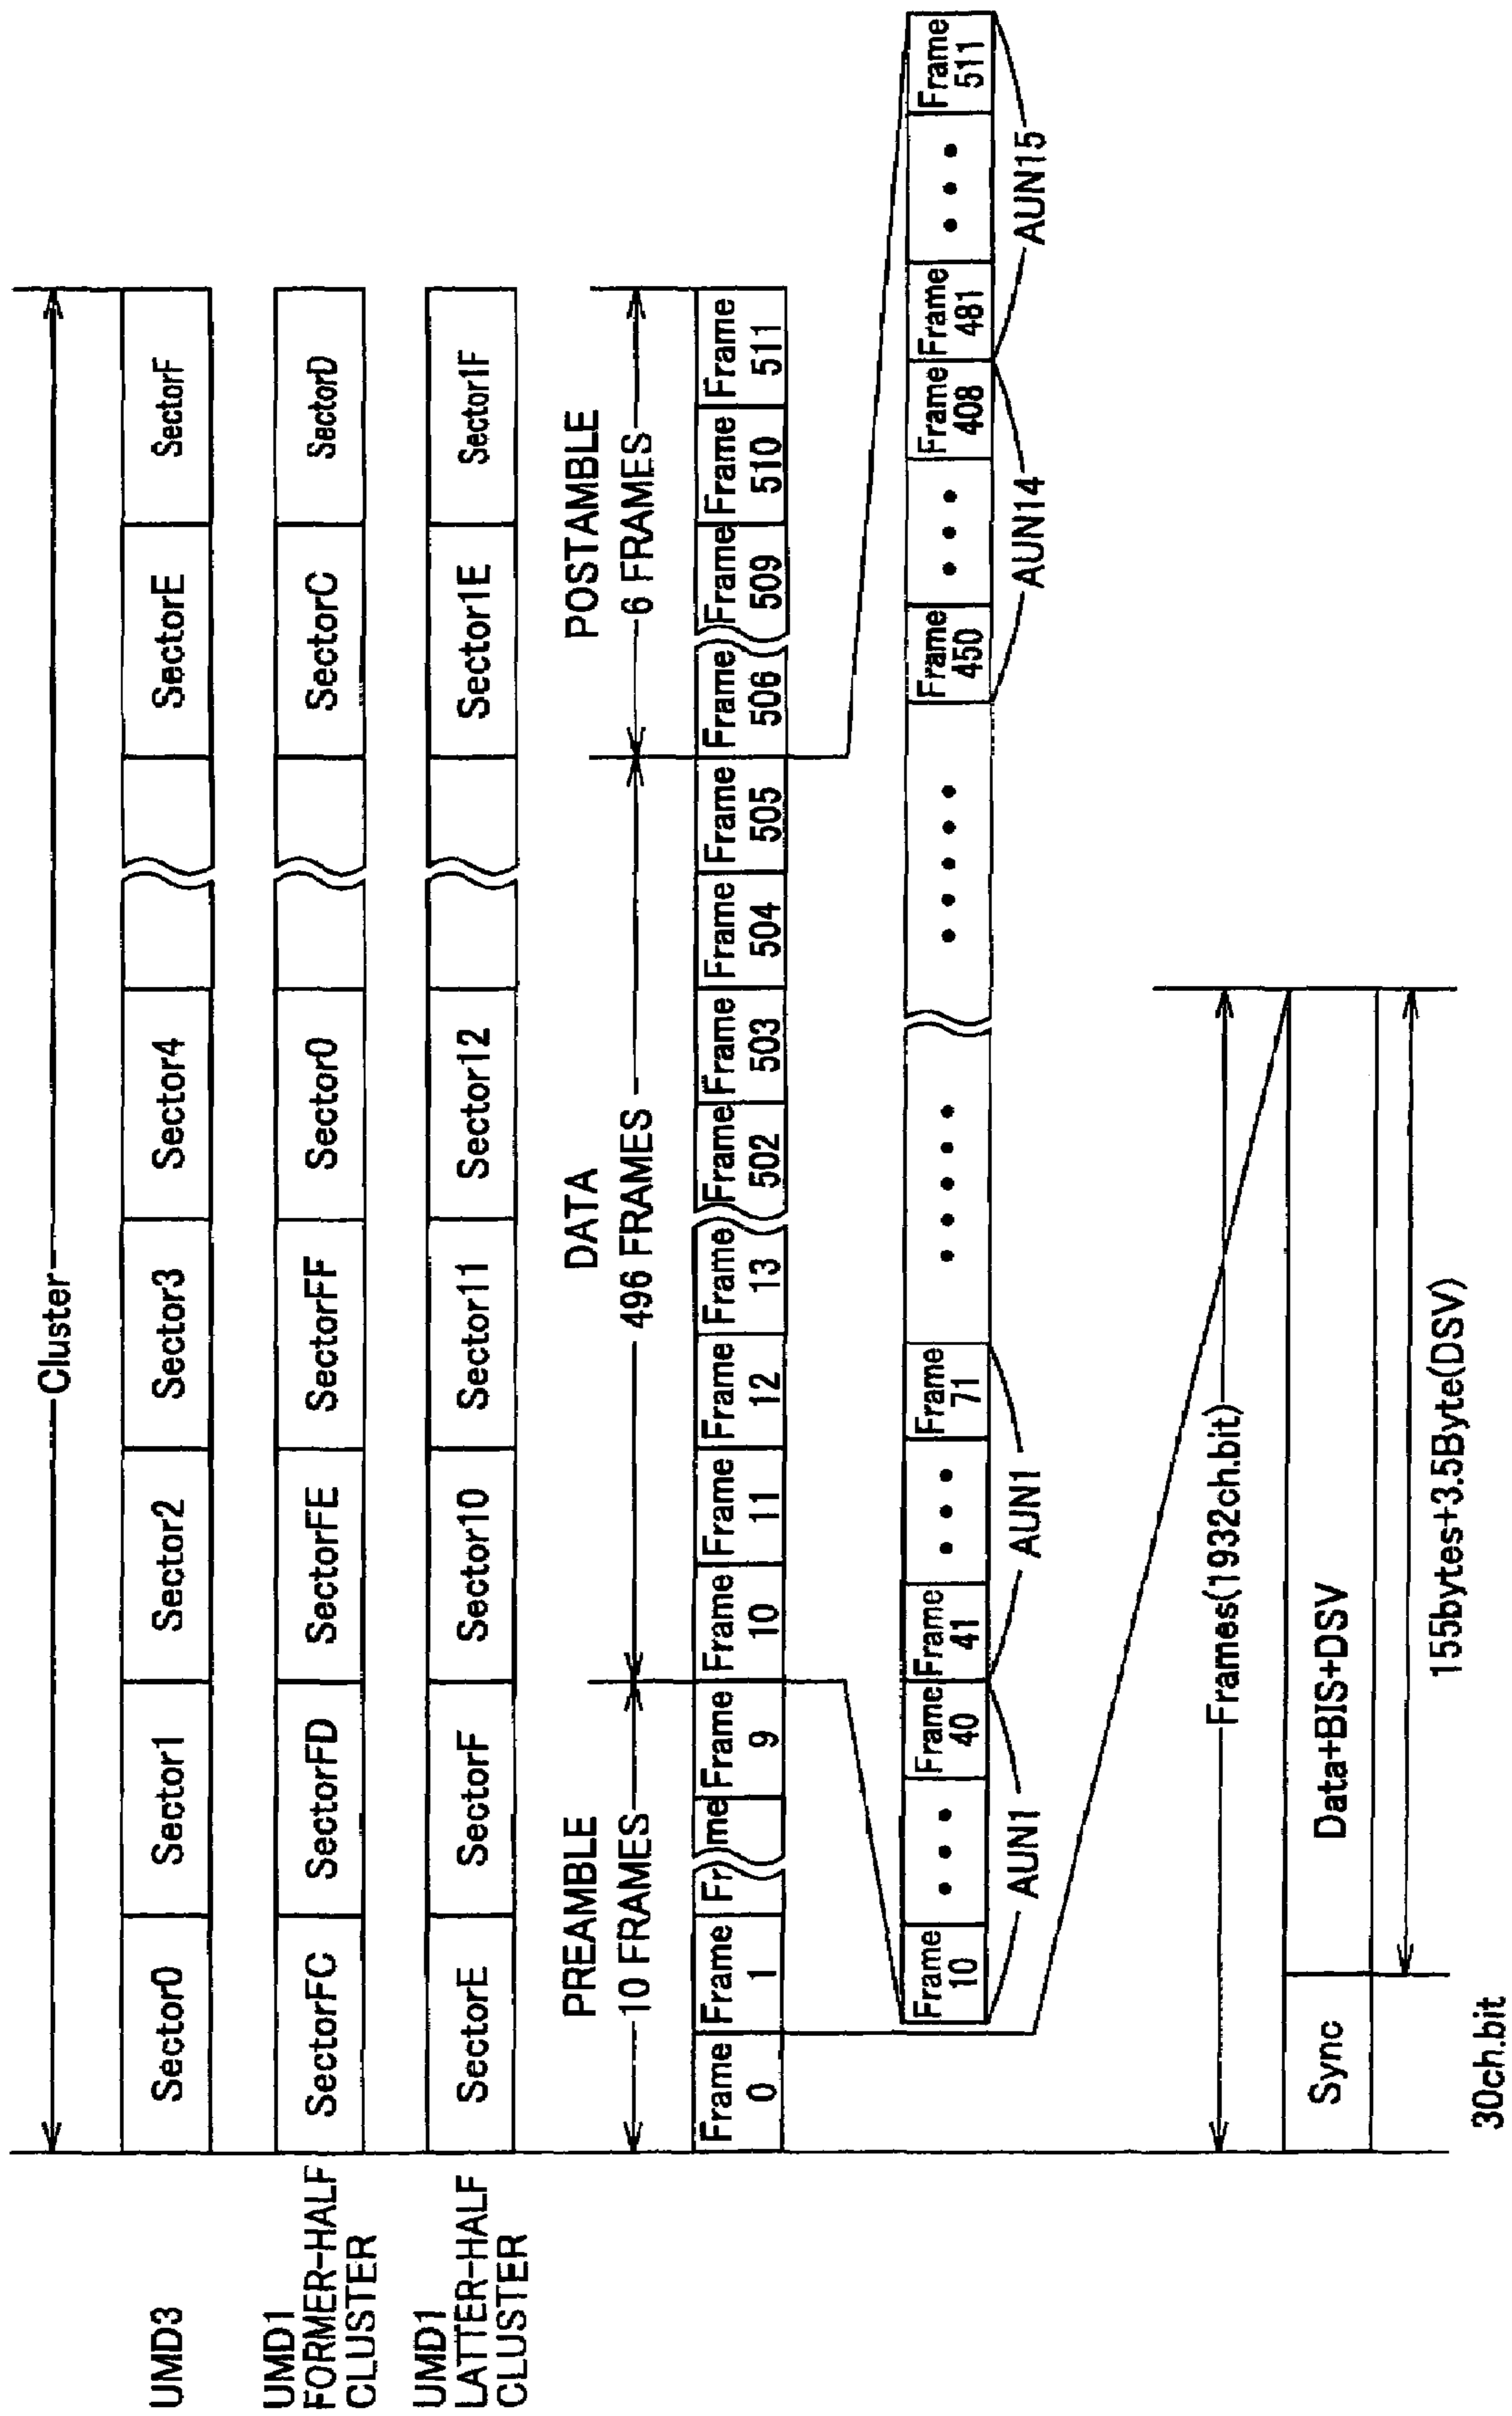 Cluster
UMD3
Sector0 Sector1 Sector2 Sector3 Sector4 SectorE SectorF
UMD1
FORMER-HALF
CLUSTER
SectorFC SectorFD SectorFE SectorFF Sector0 SectorC SectorD
UMD1
LATTER-HALF
CLUSTER
SectorE SectorF Sector10 Sector11 Sector12 Sector1E Sector1F
PREAMBLE DATA POSTAMBLE
10 FRAMES 496 FRAMES 6 FRAMES
Frame Frame Fr me Frame Frame Frame Frame Frame Frame Frame Frame Frame Frame Frame Frame Frame
0 1 9 10 11 12 13 502 503 504 505 506 509 510 511
Frame Frame Frame Frame Frame Frame Frame Frame
10 40 41 71 450 408 481 511
AUN1 AUN1 AUN14 AUN15
Frames(1932ch.bit)
Sync Data+BIS+DSV
155bytes+3.5Byte(DSV)
30ch.bit